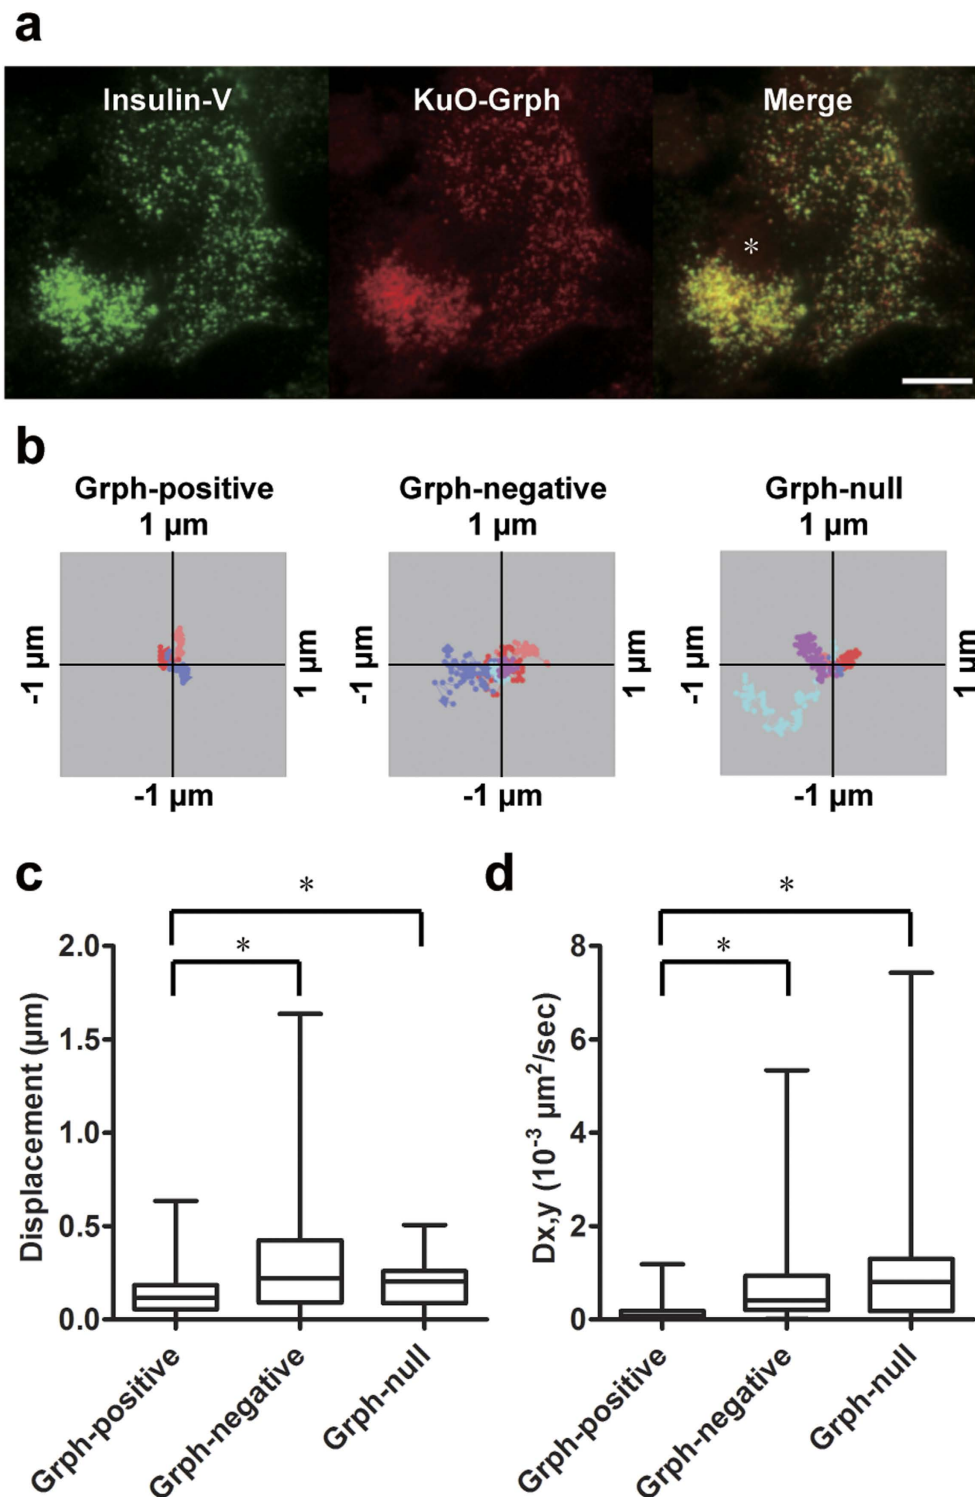 a
Insulin-V KuO-Grph Merge
*
b
Grph-positive Grph-negative Grph-null
1 µm 1 µm 1 µm
-1 µm 1 µm -1 µm 1 µm -1 µm 1 µm
-1 µm -1 µm -1 µm
c
*
*
2.0
1.5
1.0
0.5
0.0
Displacement (µm)
Grph-positive
Grph-negative
Grph-null
d
*
*
8
6
4
2
0
Dx,y (10⁻³ µm²/sec)
Grph-positive
Grph-negative
Grph-null